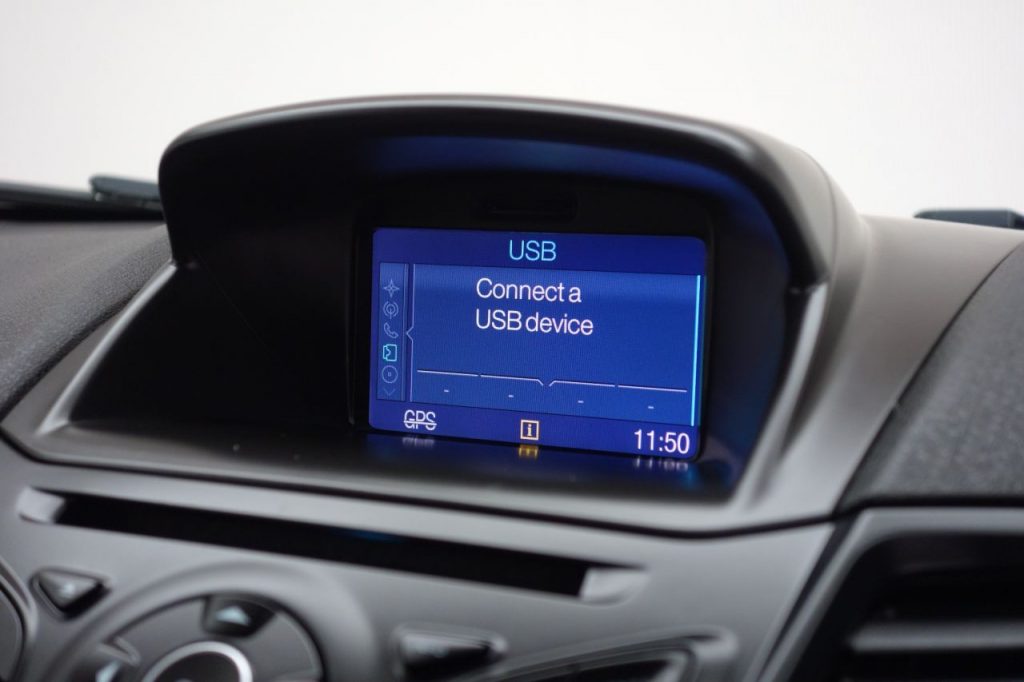 USB
Connect a
USB device
- - - -
GPS
i
11:50